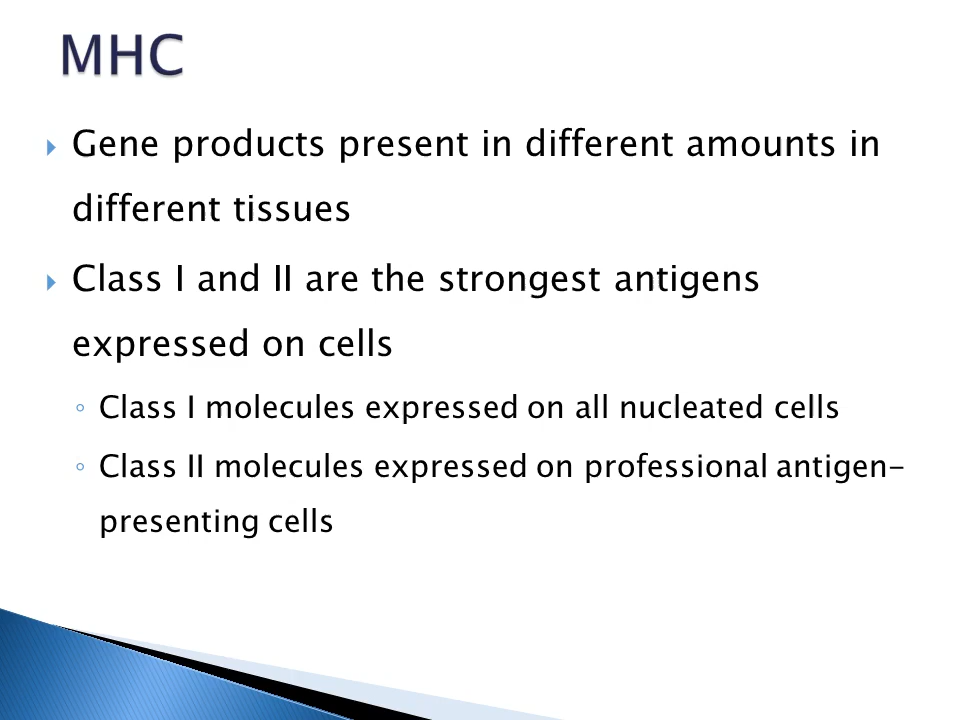 MHC
Gene products present in different amounts in
different tissues
Class I and II are the strongest antigens
expressed on cells
Class I molecules expressed on all nucleated cells
Class II molecules expressed on professional antigen-
presenting cells